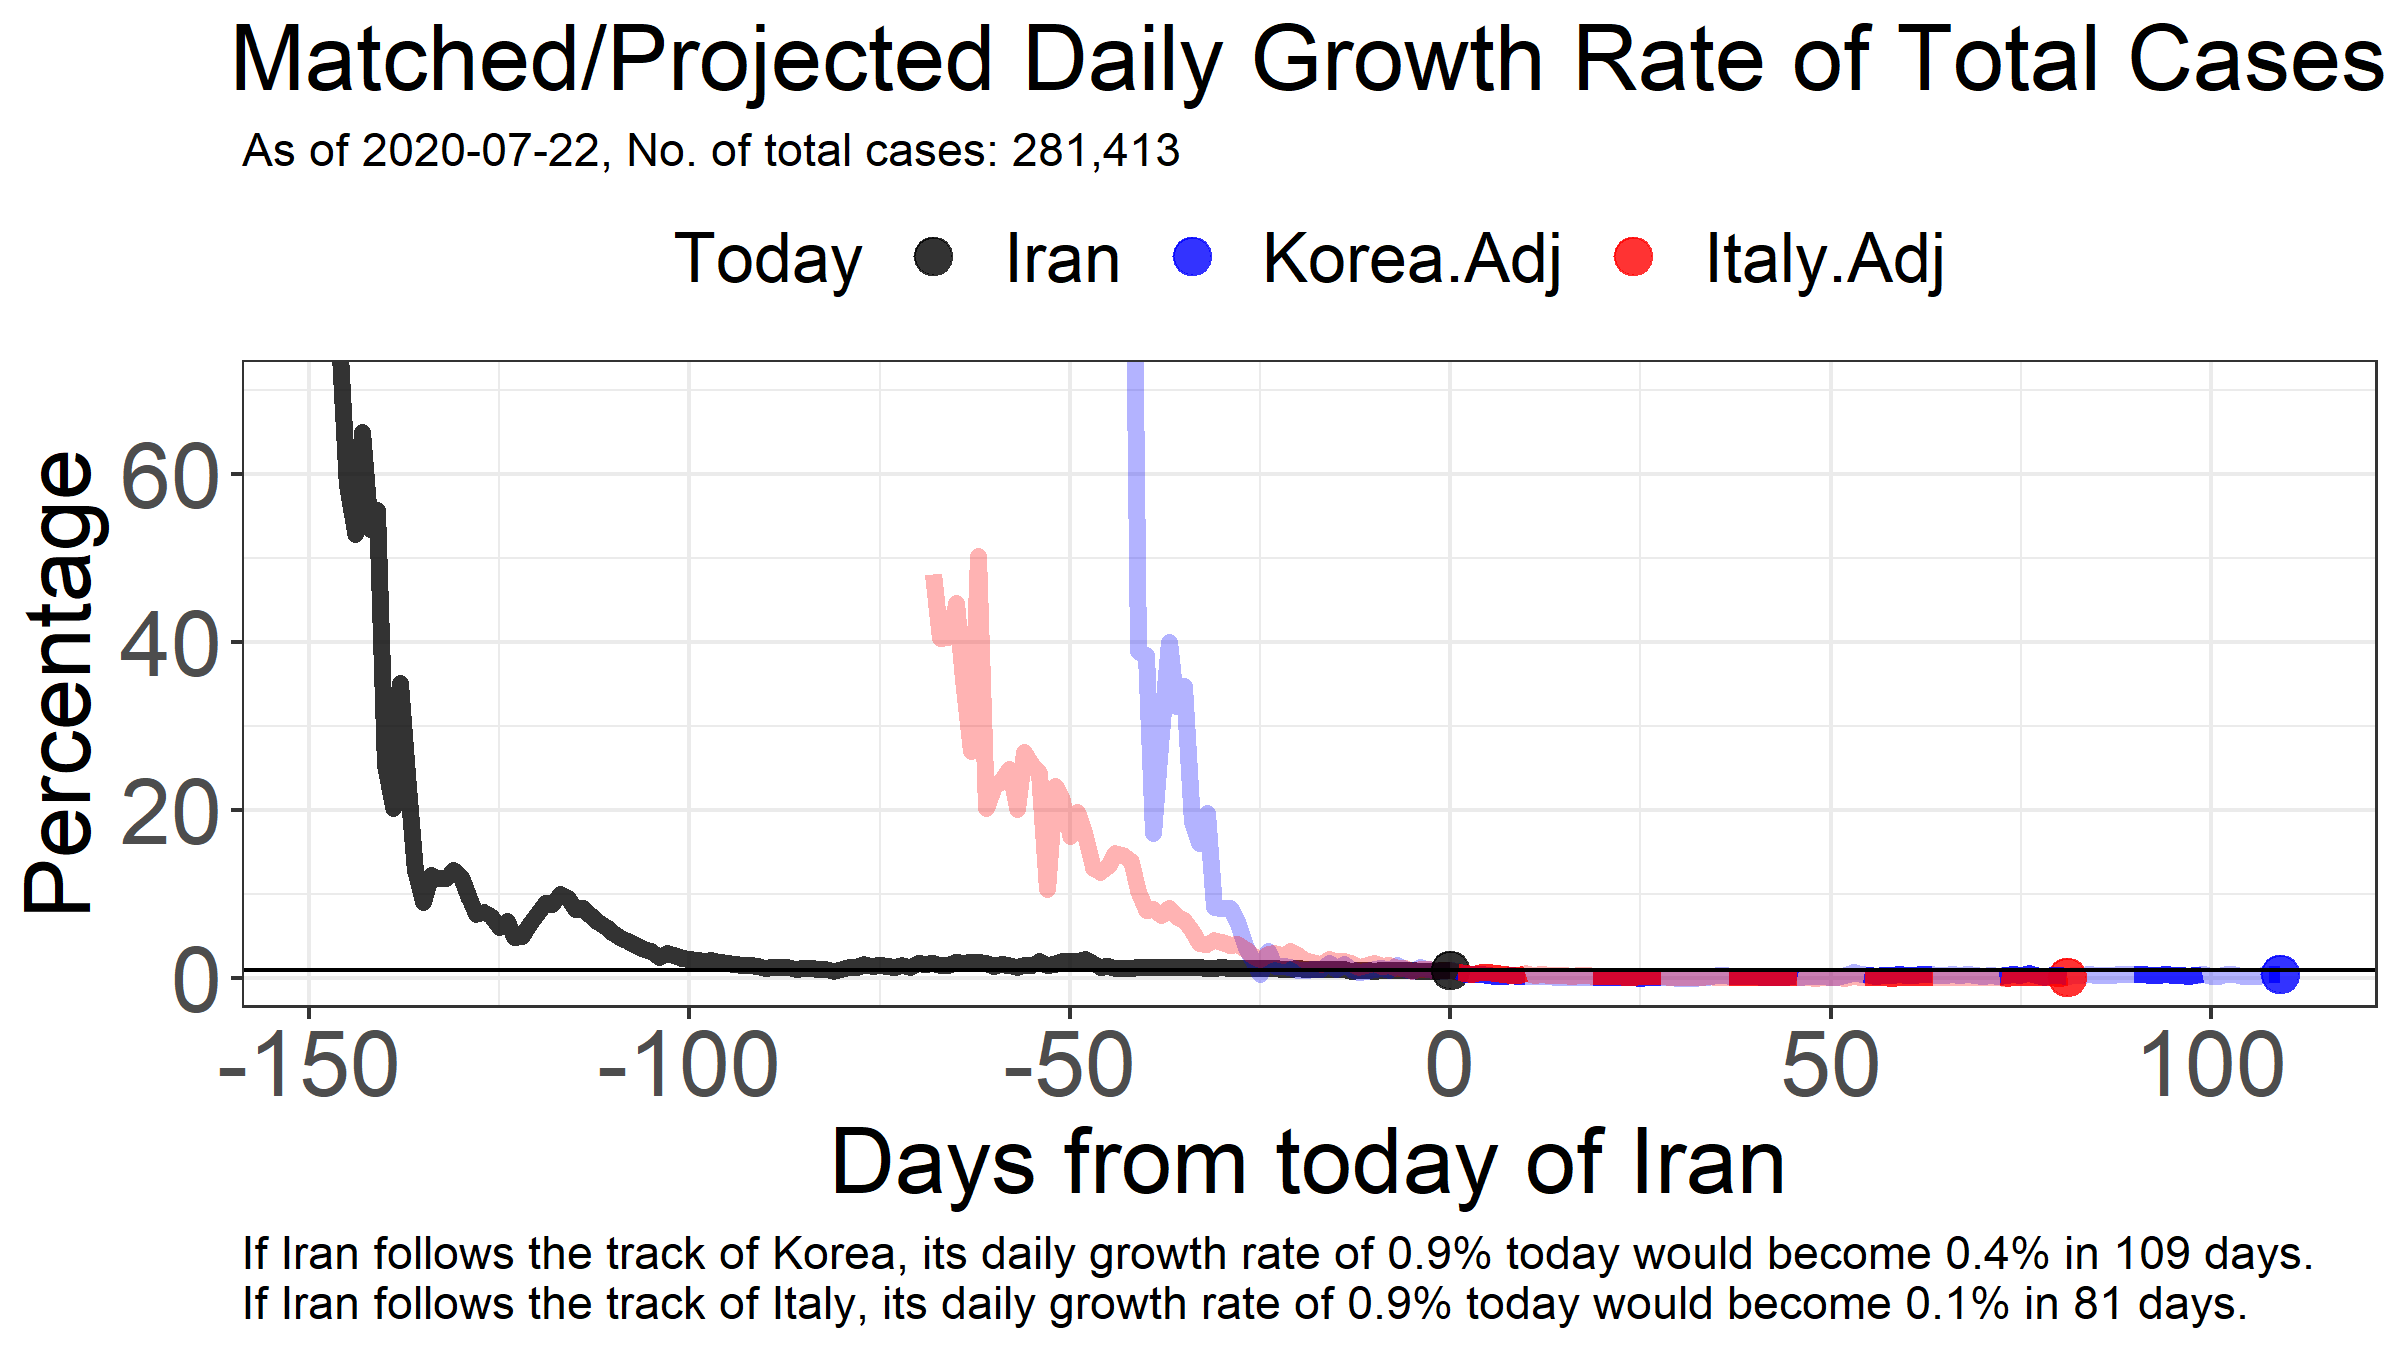 Matched/Projected Daily Growth Rate of Total Cases
As of 2020-07-22, No. of total cases: 281,413
Today Iran Korea.Adj Italy.Adj
Percentage
60
40
20
0
-150 -100 -50 0 50 100
Days from today of Iran
If Iran follows the track of Korea, its daily growth rate of 0.9% today would become 0.4% in 109 days.
If Iran follows the track of Italy, its daily growth rate of 0.9% today would become 0.1% in 81 days.